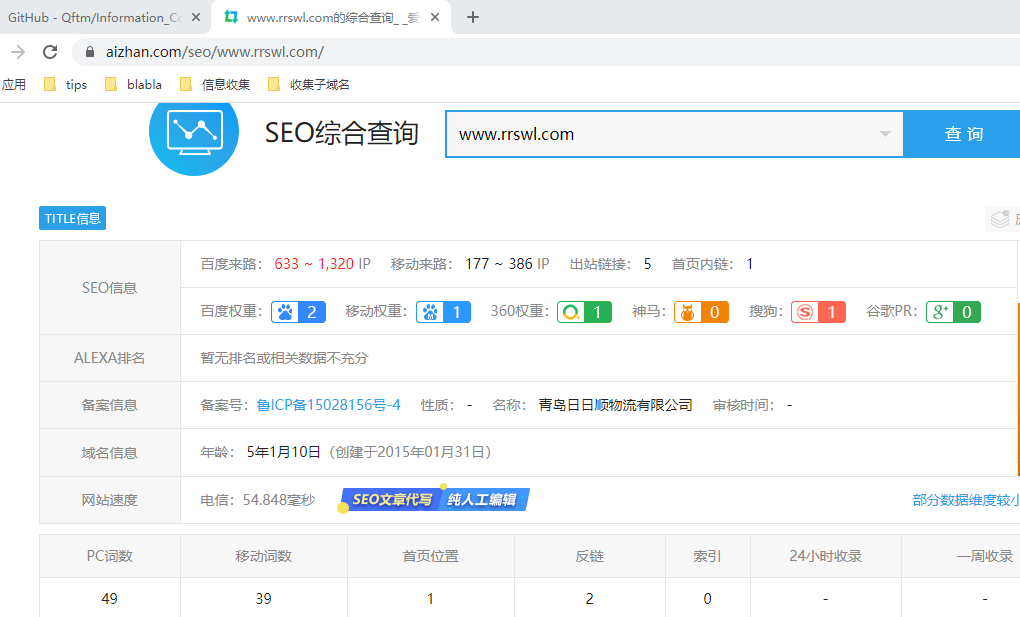 GitHub - Qftm/Information_Co
www.rrswl.com的综合查询_ _爱
aizhan.com/seo/www.rrswl.com/
应用 tips blabla 信息收集 收集子域名
SEO综合查询 www.rrswl.com 查 询
TITLE信息
SEO信息
百度来路： 633 ~ 1,320 IP 移动来路： 177 ~ 386 IP 出站链接： 5 首页内链： 1
百度权重： 2 移动权重： 1 360权重： 1 神马： 0 搜狗： S 1 谷歌PR： g+ 0
ALEXA排名 暂无排名或相关数据不充分
备案信息 备案号： 鲁ICP备15028156号-4 性质： - 名称： 青岛日日顺物流有限公司 审核时间： -
域名信息 年龄： 5年1月10日（创建于2015年01月31日）
网站速度 电信： 54.848毫秒 SEO文章代写 纯人工编辑 部分数据维度较小
PC词数 移动词数 首页位置 反链 索引 24小时收录 一周收录
49 39 1 2 0 - -